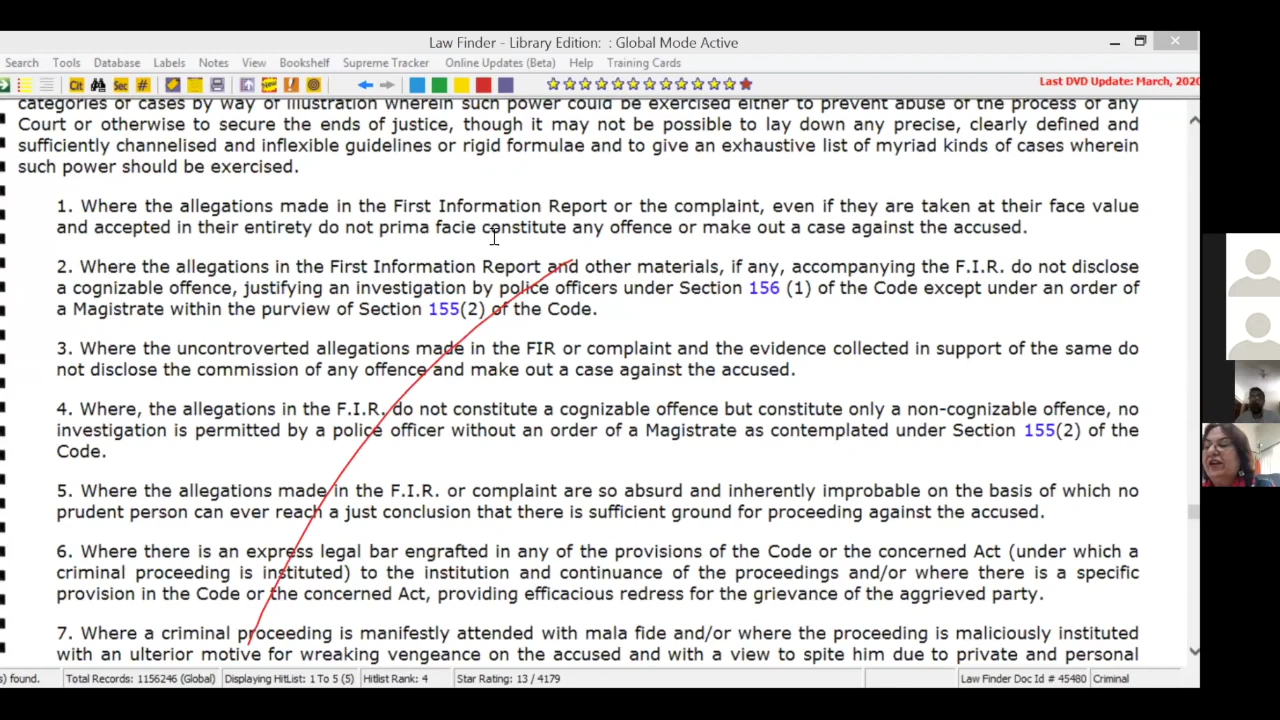 Law Finder - Library Edition: : Global Mode Active
Search Tools Database Labels Notes View Bookshelf Supreme Tracker Online Updates (Beta) Help Training Cards
Cit Sec # New
Last DVD Update: March, 2020
categories of cases by way of illustration wherein such power could be exercised either to prevent abuse of the process of any
Court or otherwise to secure the ends of justice, though it may not be possible to lay down any precise, clearly defined and
sufficiently channelised and inflexible guidelines or rigid formulae and to give an exhaustive list of myriad kinds of cases wherein
such power should be exercised.
1. Where the allegations made in the First Information Report or the complaint, even if they are taken at their face value
and accepted in their entirety do not prima facie constitute any offence or make out a case against the accused.
2. Where the allegations in the First Information Report and other materials, if any, accompanying the F.I.R. do not disclose
a cognizable offence, justifying an investigation by police officers under Section 156 (1) of the Code except under an order of
a Magistrate within the purview of Section 155(2) of the Code.
3. Where the uncontroverted allegations made in the FIR or complaint and the evidence collected in support of the same do
not disclose the commission of any offence and make out a case against the accused.
4. Where, the allegations in the F.I.R. do not constitute a cognizable offence but constitute only a non-cognizable offence, no
investigation is permitted by a police officer without an order of a Magistrate as contemplated under Section 155(2) of the
Code.
5. Where the allegations made in the F.I.R. or complaint are so absurd and inherently improbable on the basis of which no
prudent person can ever reach a just conclusion that there is sufficient ground for proceeding against the accused.
6. Where there is an express legal bar engrafted in any of the provisions of the Code or the concerned Act (under which a
criminal proceeding is instituted) to the institution and continuance of the proceedings and/or where there is a specific
provision in the Code or the concerned Act, providing efficacious redress for the grievance of the aggrieved party.
7. Where a criminal proceeding is manifestly attended with mala fide and/or where the proceeding is maliciously instituted
with an ulterior motive for wreaking vengeance on the accused and with a view to spite him due to private and personal
s) found. Total Records: 1156246 (Global) Displaying HitList: 1 To 5 (5) Hitlist Rank: 4 Star Rating: 13 / 4179 Law Finder Doc Id # 45480 Criminal